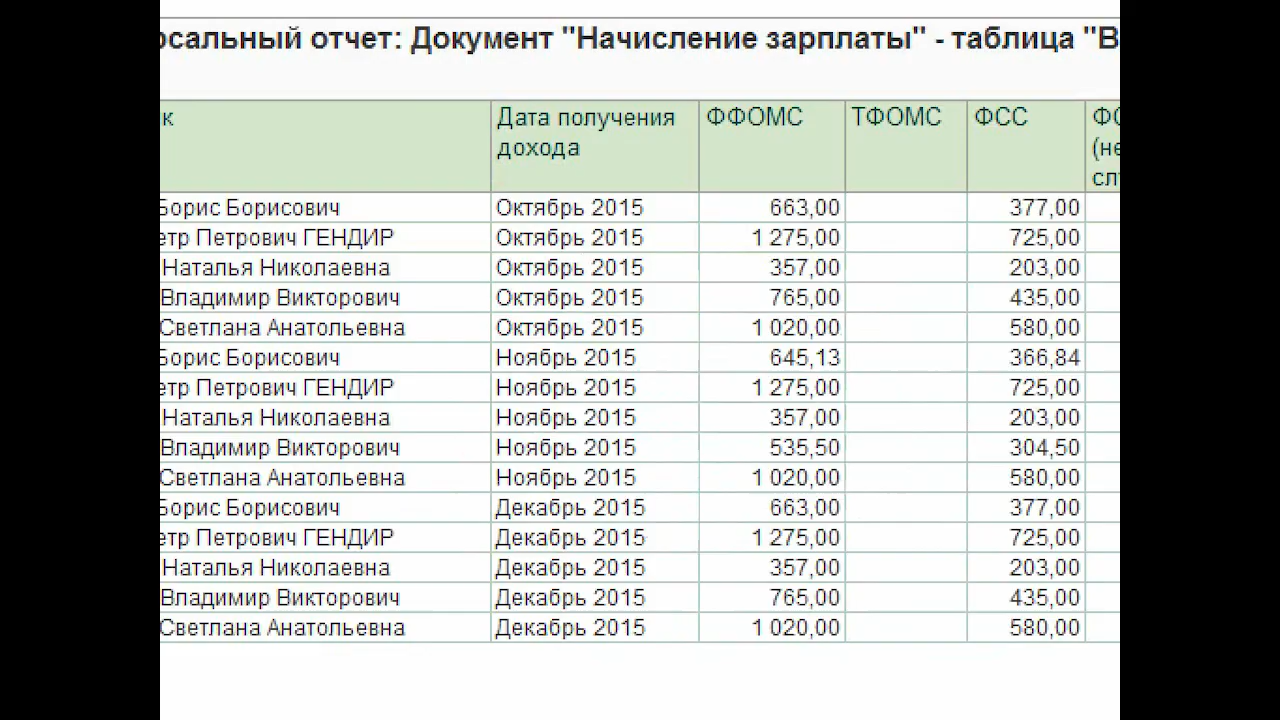 рсальный отчет: Документ "Начисление зарплаты" - таблица "В
к Дата получения дохода ФФОМС ТФОМС ФСС ФС (не слу
Борис Борисович Октябрь 2015 663,00 377,00
етр Петрович ГЕНДИР Октябрь 2015 1 275,00 725,00
Наталья Николаевна Октябрь 2015 357,00 203,00
Владимир Викторович Октябрь 2015 765,00 435,00
Светлана Анатольевна Октябрь 2015 1 020,00 580,00
Борис Борисович Ноябрь 2015 645,13 366,84
етр Петрович ГЕНДИР Ноябрь 2015 1 275,00 725,00
Наталья Николаевна Ноябрь 2015 357,00 203,00
Владимир Викторович Ноябрь 2015 535,50 304,50
Светлана Анатольевна Ноябрь 2015 1 020,00 580,00
Борис Борисович Декабрь 2015 663,00 377,00
етр Петрович ГЕНДИР Декабрь 2015 1 275,00 725,00
Наталья Николаевна Декабрь 2015 357,00 203,00
Владимир Викторович Декабрь 2015 765,00 435,00
Светлана Анатольевна Декабрь 2015 1 020,00 580,00